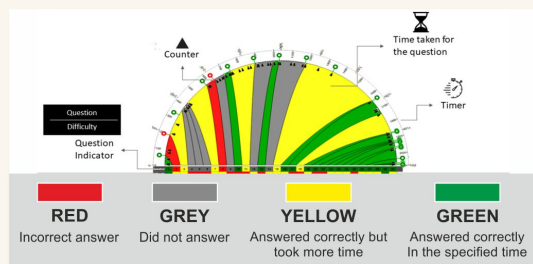 Counter
Time taken for
the question
Timer
Question
Difficulty
Question
Indicator
RED
Incorrect answer
GREY
Did not answer
YELLOW
Answered correctly but
took more time
GREEN
Answered correctly
In the specified time